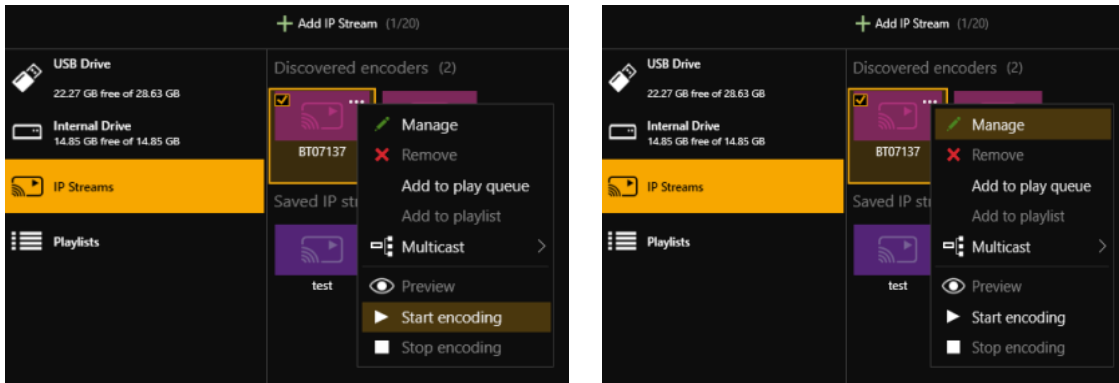 Add IP Stream (1/20)
USB Drive
22.27 GB free of 28.63 GB
Internal Drive
14.85 GB free of 14.85 GB
IP Streams
Playlists
Discovered encoders (2)
BT07137
Saved IP st
test
Manage
Remove
Add to play queue
Add to playlist
Multicast
Preview
Start encoding
Stop encoding
Add IP Stream (1/20)
USB Drive
22.27 GB free of 28.63 GB
Internal Drive
14.85 GB free of 14.85 GB
IP Streams
Playlists
Discovered encoders (2)
BT07137
Saved IP st
test
Manage
Remove
Add to play queue
Add to playlist
Multicast
Preview
Start encoding
Stop encoding